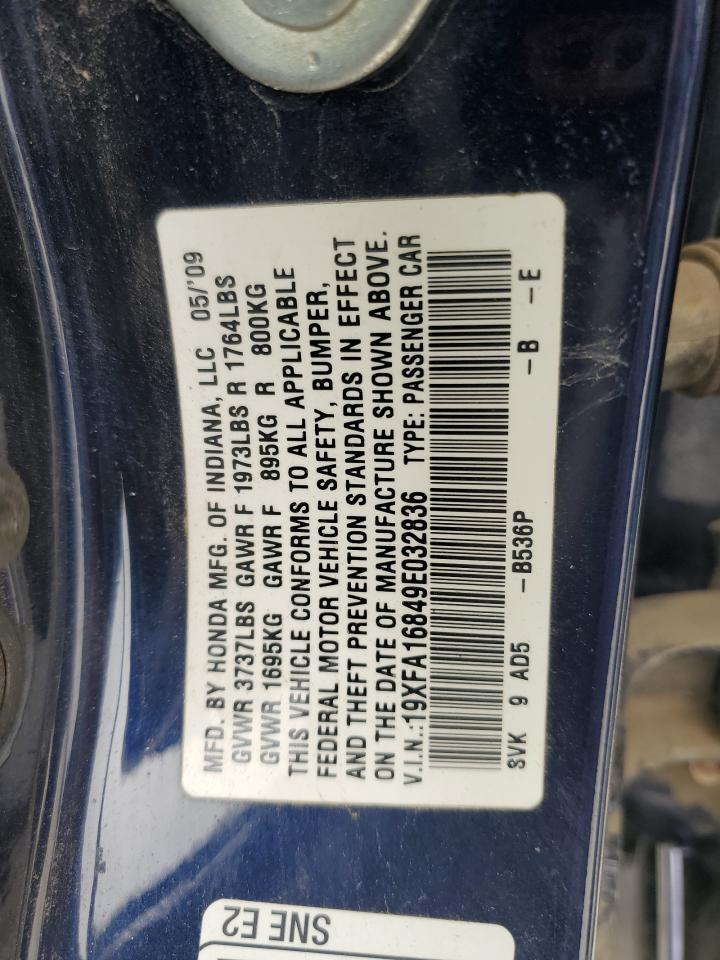 MFD. BY HONDA MFG. OF INDIANA, LLC 05/'09
GVWR 3737LBS GAWR F 1973LBS R 1764LBS
GVWR 1695KG GAWR F 895KG R 800KG
THIS VEHICLE CONFORMS TO ALL APPLICABLE
FEDERAL MOTOR VEHICLE SAFETY, BUMPER,
AND THEFT PREVENTION STANDARDS IN EFFECT
ON THE DATE OF MANUFACTURE SHOWN ABOVE.
V.I.N.:19XFA16849E032836 TYPE: PASSENGER CAR
SVK 9 AD5 -B536P -B -E
SNE E2